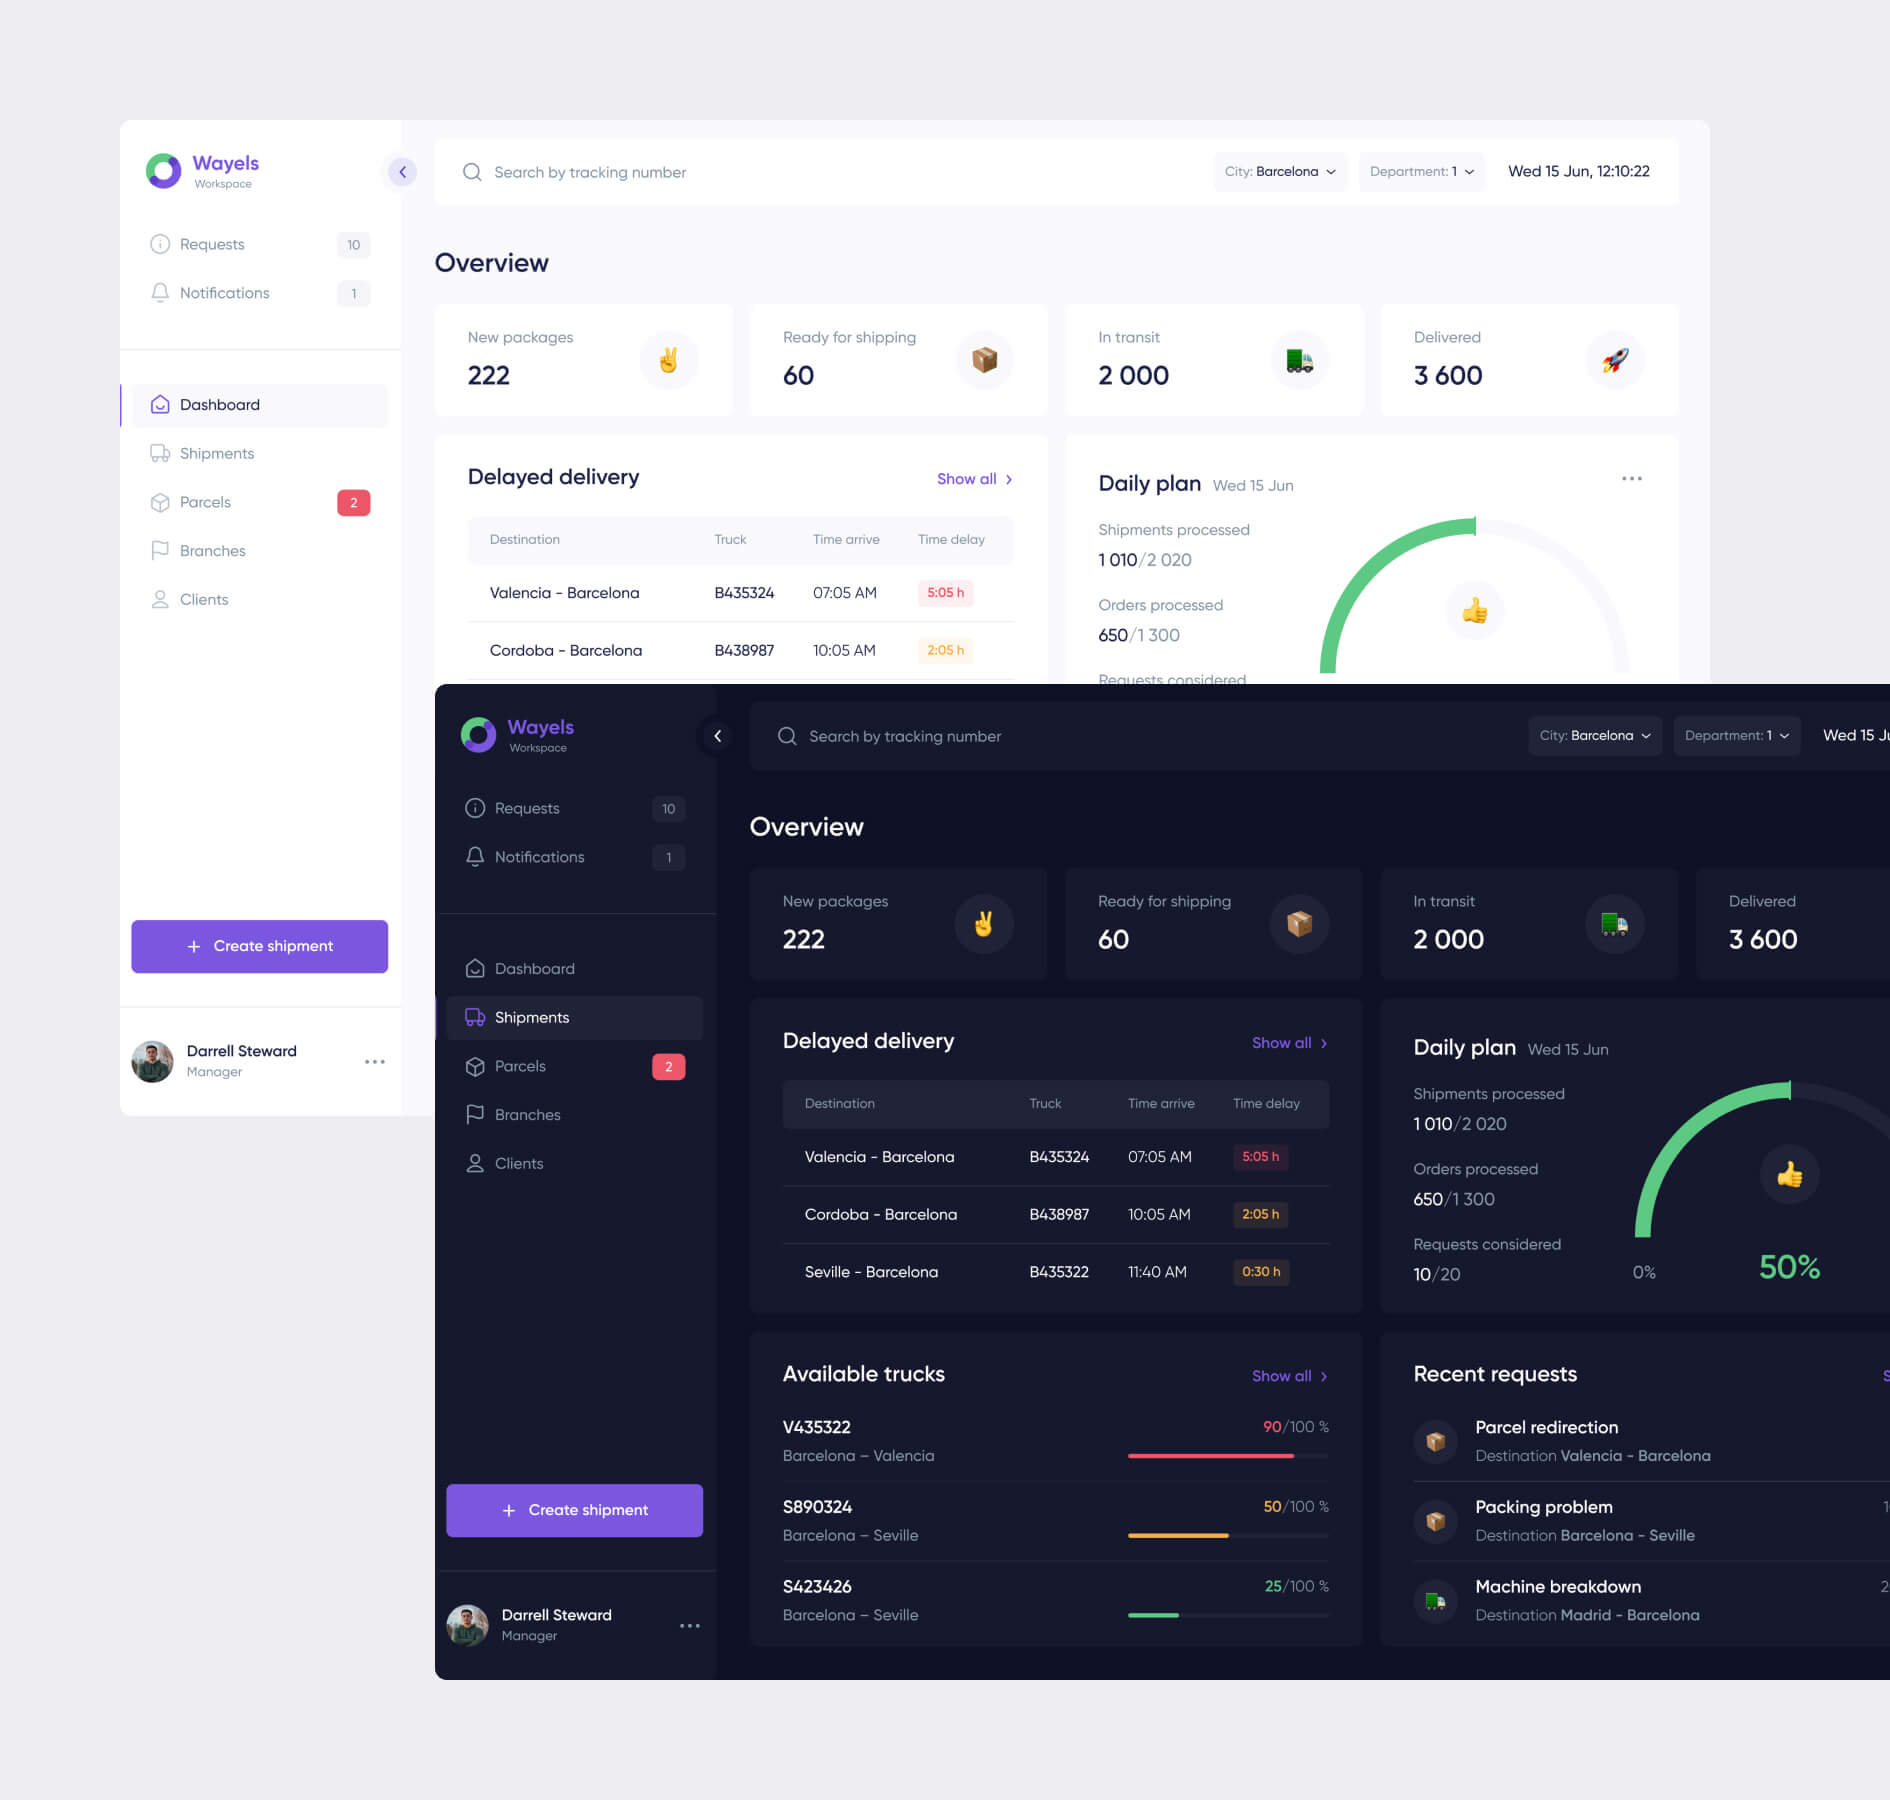 Wayels
Workspace
Requests 10
Notifications 1
Dashboard
Shipments
Parcels 2
Branches
Clients
+ Create shipment
Darrell Steward
Manager
Search by tracking number
City: Barcelona
Department: 1
Wed 15 Jun, 12:10:22
Overview
New packages
222
Ready for shipping
60
In transit
2 000
Delivered
3 600
Delayed delivery
Show all
Destination Truck Time arrive Time delay
Valencia - Barcelona B435324 07:05 AM 5:05 h
Cordoba - Barcelona B438987 10:05 AM 2:05 h
Daily plan Wed 15 Jun
Shipments processed
1 010/2 020
Orders processed
650/1 300
Requests considered
Wayels
Workspace
Requests 10
Notifications 1
Dashboard
Shipments
Parcels 2
Branches
Clients
+ Create shipment
Darrell Steward
Manager
Search by tracking number
City: Barcelona
Department: 1
Wed 15
Overview
New packages
222
Ready for shipping
60
In transit
2 000
Delivered
3 600
Delayed delivery
Show all
Destination Truck Time arrive Time delay
Valencia - Barcelona B435324 07:05 AM 5:05 h
Cordoba - Barcelona B438987 10:05 AM 2:05 h
Seville - Barcelona B435322 11:40 AM 0:30 h
Daily plan Wed 15 Jun
Shipments processed
1 010/2 020
Orders processed
650/1 300
Requests considered
10/20
0%
50%
Available trucks
Show all
V435322 90/100 %
Barcelona – Valencia
S890324 50/100 %
Barcelona – Seville
S423426 25/100 %
Barcelona – Seville
Recent requests
Parcel redirection
Destination Valencia - Barcelona
Packing problem
Destination Barcelona - Seville
Machine breakdown
Destination Madrid - Barcelona